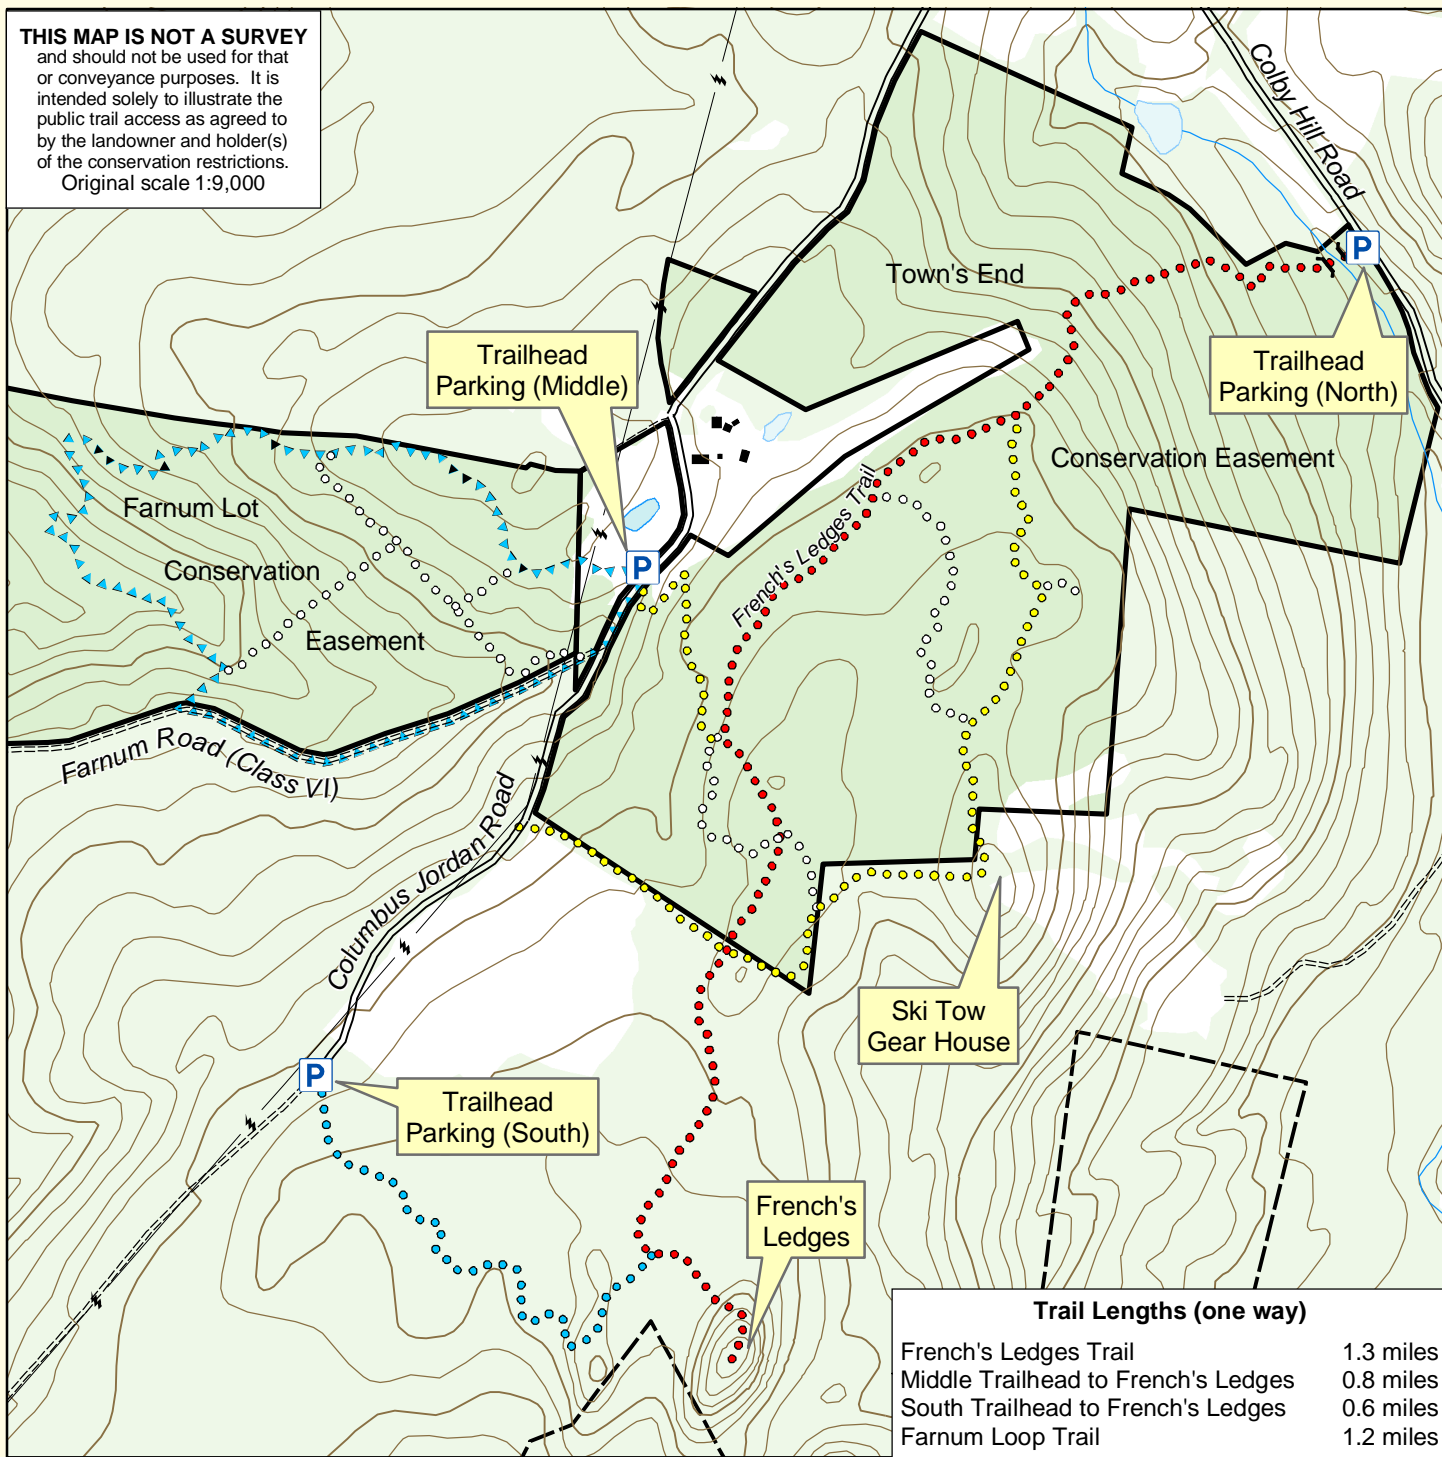 THIS MAP IS NOT A SURVEY
and should not be used for that
or conveyance purposes. It is
intended solely to illustrate the
public trail access as agreed to
by the landowner and holder(s)
of the conservation restrictions.
Original scale 1:9,000
Colby Hill Road
P
Town's End
Trailhead
Parking (North)
Trailhead
Parking (Middle)
Conservation Easement
French's Ledges Trail
Farnum Lot
Conservation
Easement
P
Farnum Road (Class VI)
Columbus Jordan Road
Ski Tow
Gear House
P
Trailhead
Parking (South)
French's
Ledges
Trail Lengths (one way)
French's Ledges Trail 1.3 miles
Middle Trailhead to French's Ledges 0.8 miles
South Trailhead to French's Ledges 0.6 miles
Farnum Loop Trail 1.2 miles